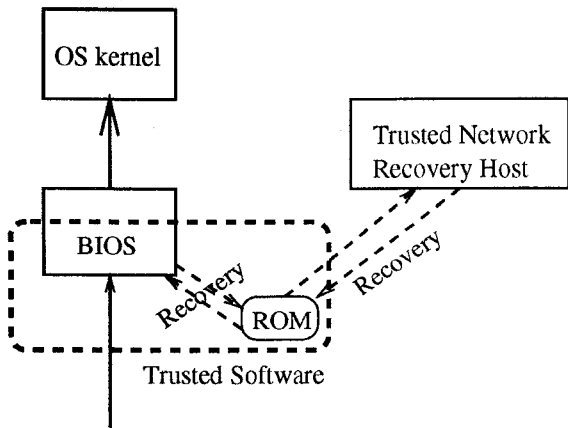 OS kernel
Trusted Network
Recovery Host
BIOS
Recovery
Recovery
ROM
Trusted Software